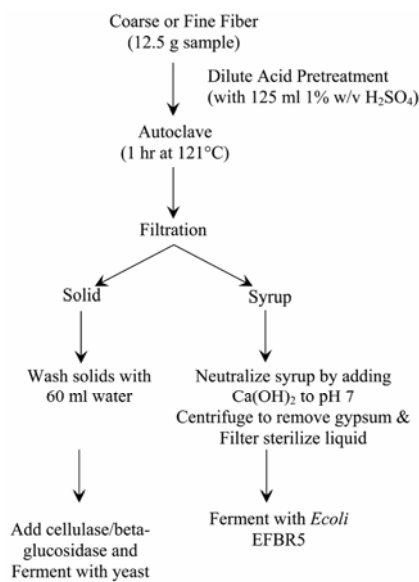 Coarse or Fine Fiber
(12.5 g sample)
Dilute Acid Pretreatment
(with 125 ml 1% w/v H₂SO₄)
Autoclave
(1 hr at 121°C)
Filtration
Solid
Syrup
Wash solids with
60 ml water
Neutralize syrup by adding
Ca(OH)₂ to pH 7
Centrifuge to remove gypsum &
Filter sterilize liquid
Add cellulase/beta-
glucosidase and
Ferment with yeast
Ferment with Ecoli
EFBR5